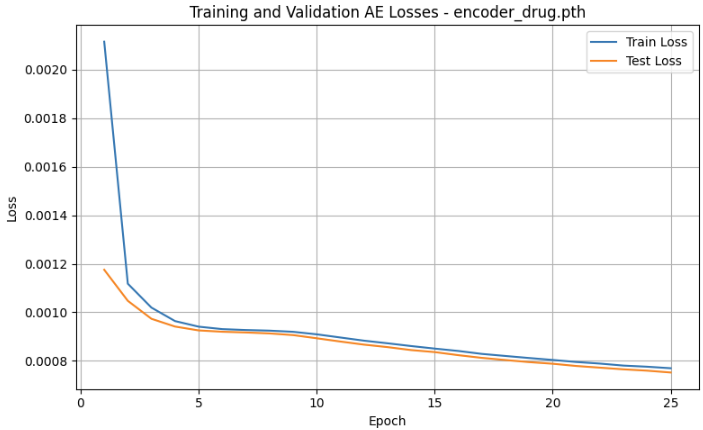 Training and Validation AE Losses - encoder_drug.pth
Train Loss
Test Loss
0.0020
0.0018
0.0016
0.0014
0.0012
0.0010
0.0008
Loss
0
5
10
15
20
25
Epoch